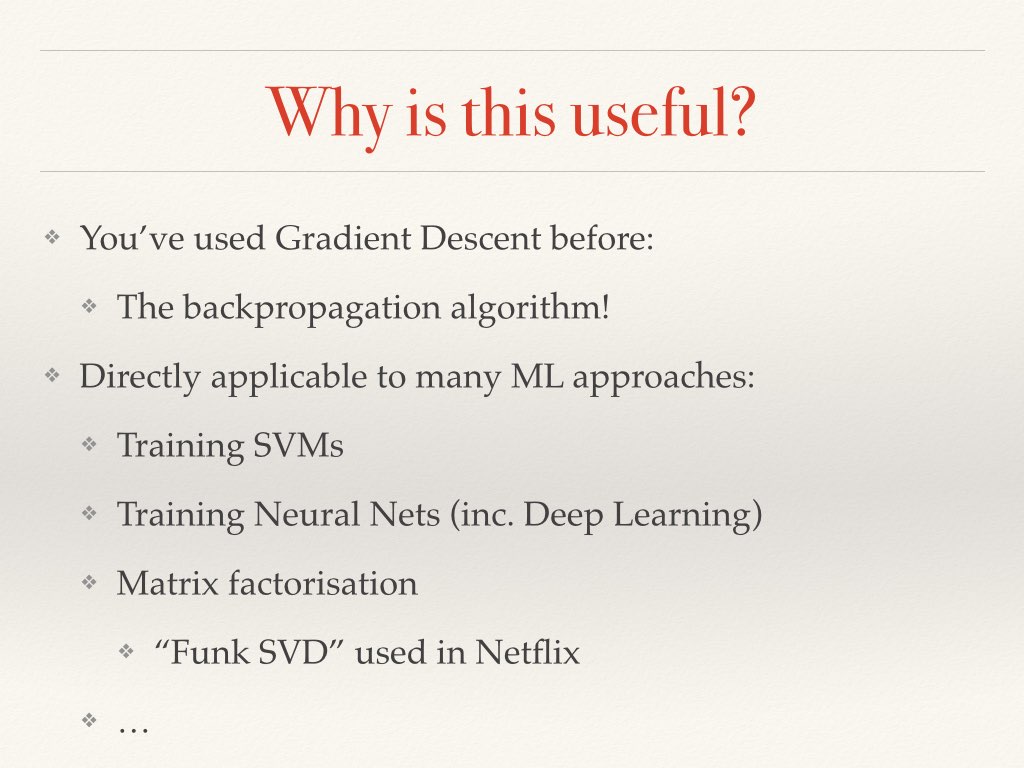 Why is this useful?
❖ You’ve used Gradient Descent before:
❖ The backpropagation algorithm!
❖ Directly applicable to many ML approaches:
❖ Training SVMs
❖ Training Neural Nets (inc. Deep Learning)
❖ Matrix factorisation
❖ “Funk SVD” used in Netflix
❖ …